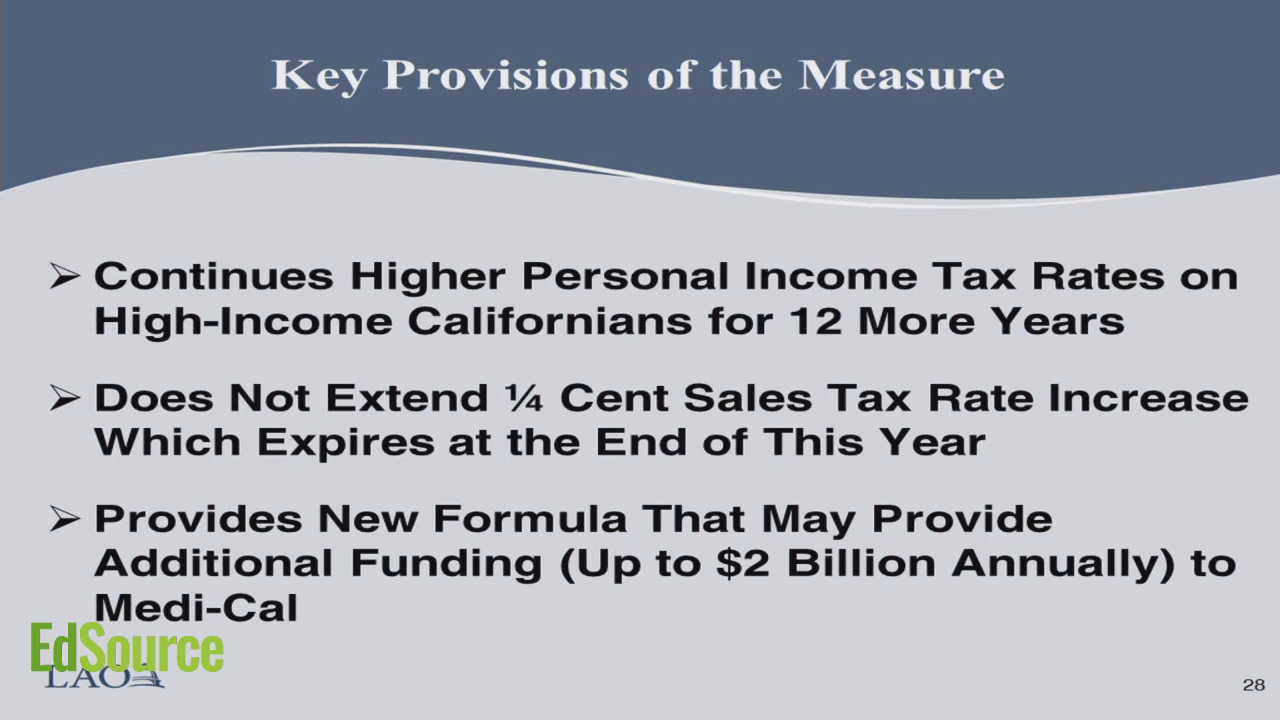 Key Provisions of the Measure
➢ Continues Higher Personal Income Tax Rates on
High-Income Californians for 12 More Years
➢ Does Not Extend ¼ Cent Sales Tax Rate Increase
Which Expires at the End of This Year
➢ Provides New Formula That May Provide
Additional Funding (Up to $2 Billion Annually) to
Medi-Cal
EdSource
LAO
28